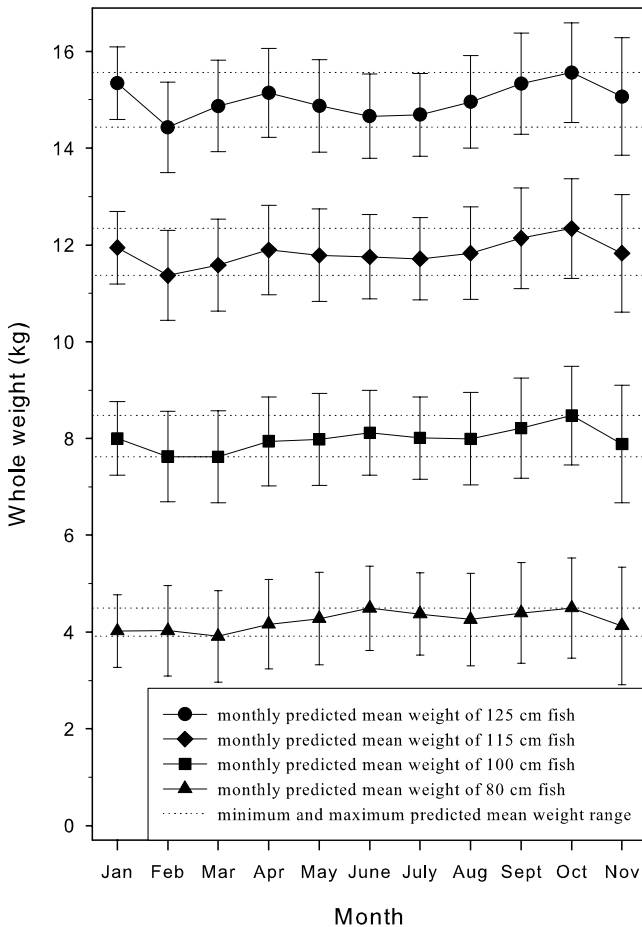 16
14
12
10
8
6
4
2
0
Whole weight (kg)
monthly predicted mean weight of 125 cm fish
monthly predicted mean weight of 115 cm fish
monthly predicted mean weight of 100 cm fish
monthly predicted mean weight of 80 cm fish
minimum and maximum predicted mean weight range
Jan Feb Mar Apr May June July Aug Sept Oct Nov
Month